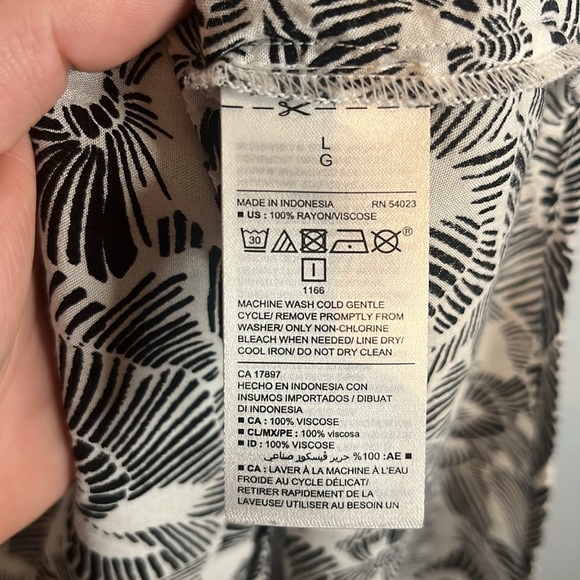 L
G
MADE IN INDONESIA RN 54023
■ US : 100% RAYON/VISCOSE
30
®
I
1166
MACHINE WASH COLD GENTLE
CYCLE/ REMOVE PROMPTLY FROM
WASHER/ ONLY NON-CHLORINE
BLEACH WHEN NEEDED/ LINE DRY/
COOL IRON/ DO NOT DRY CLEAN
CA 17897
HECHO EN INDONESIA CON
INSUMOS IMPORTADOS / DIBUAT
DI INDONESIA
■ CA : 100% VISCOSE
■ CL/MX/PE : 100% viscosa
■ ID : 100% VISCOSE
■ AE: 100% حرير ڤيسكوز صناعي
■ CA : LAVER À LA MACHINE À L'EAU
FROIDE AU CYCLE DÉLICAT/
RETIRER RAPIDEMENT DE LA
LAVEUSE/ UTILISER AU BESOIN UN